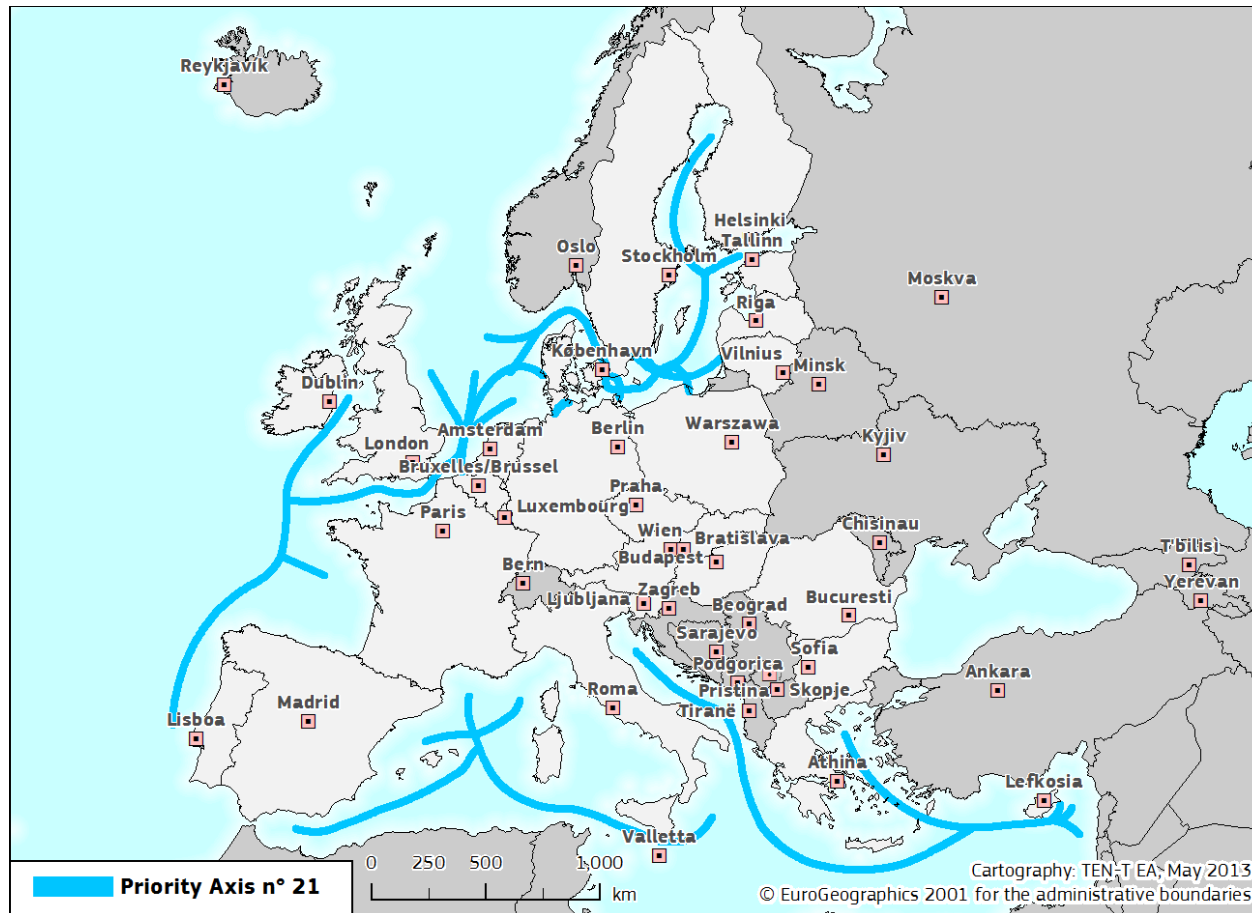 Reykjavík
Helsinki
Tallinn
Oslo
Stockholm
Moskva
Riga
København
Vilnius
Minsk
Dublin
Amsterdam
Berlin
Warszawa
Kyjiv
London
Bruxelles/Brüssel
Praha
Paris
Luxembourg
Wien
Bratislava
Chisinau
Budapest
T'bilisi
Bern
Yerevan
Ljubljana
Zagreb
Beograd
Bucuresti
Sarajevo
Sofia
Podgorica
Ankara
Madrid
Roma
Pristina
Skopje
Lisboa
Tiranë
Athina
Lefkosia
Valletta
0 250 500 1,000
km
Priority Axis n° 21
Cartography: TEN-T EA, May 2013
© EuroGeographics 2001 for the administrative boundaries